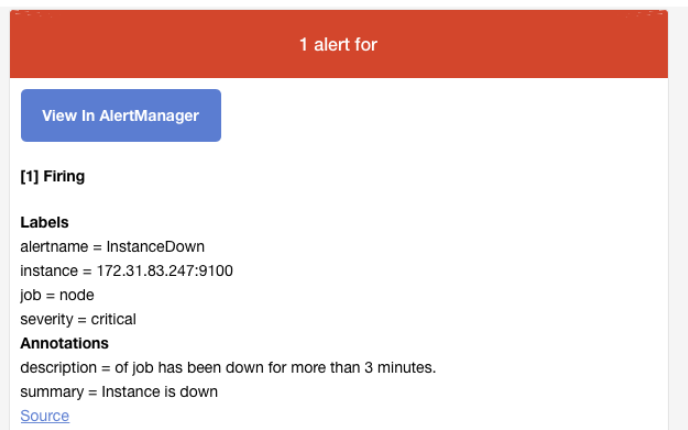 1 alert for
View In AlertManager
[1] Firing
Labels
alertname = InstanceDown
instance = 172.31.83.247:9100
job = node
severity = critical
Annotations
description = of job has been down for more than 3 minutes.
summary = Instance is down
Source